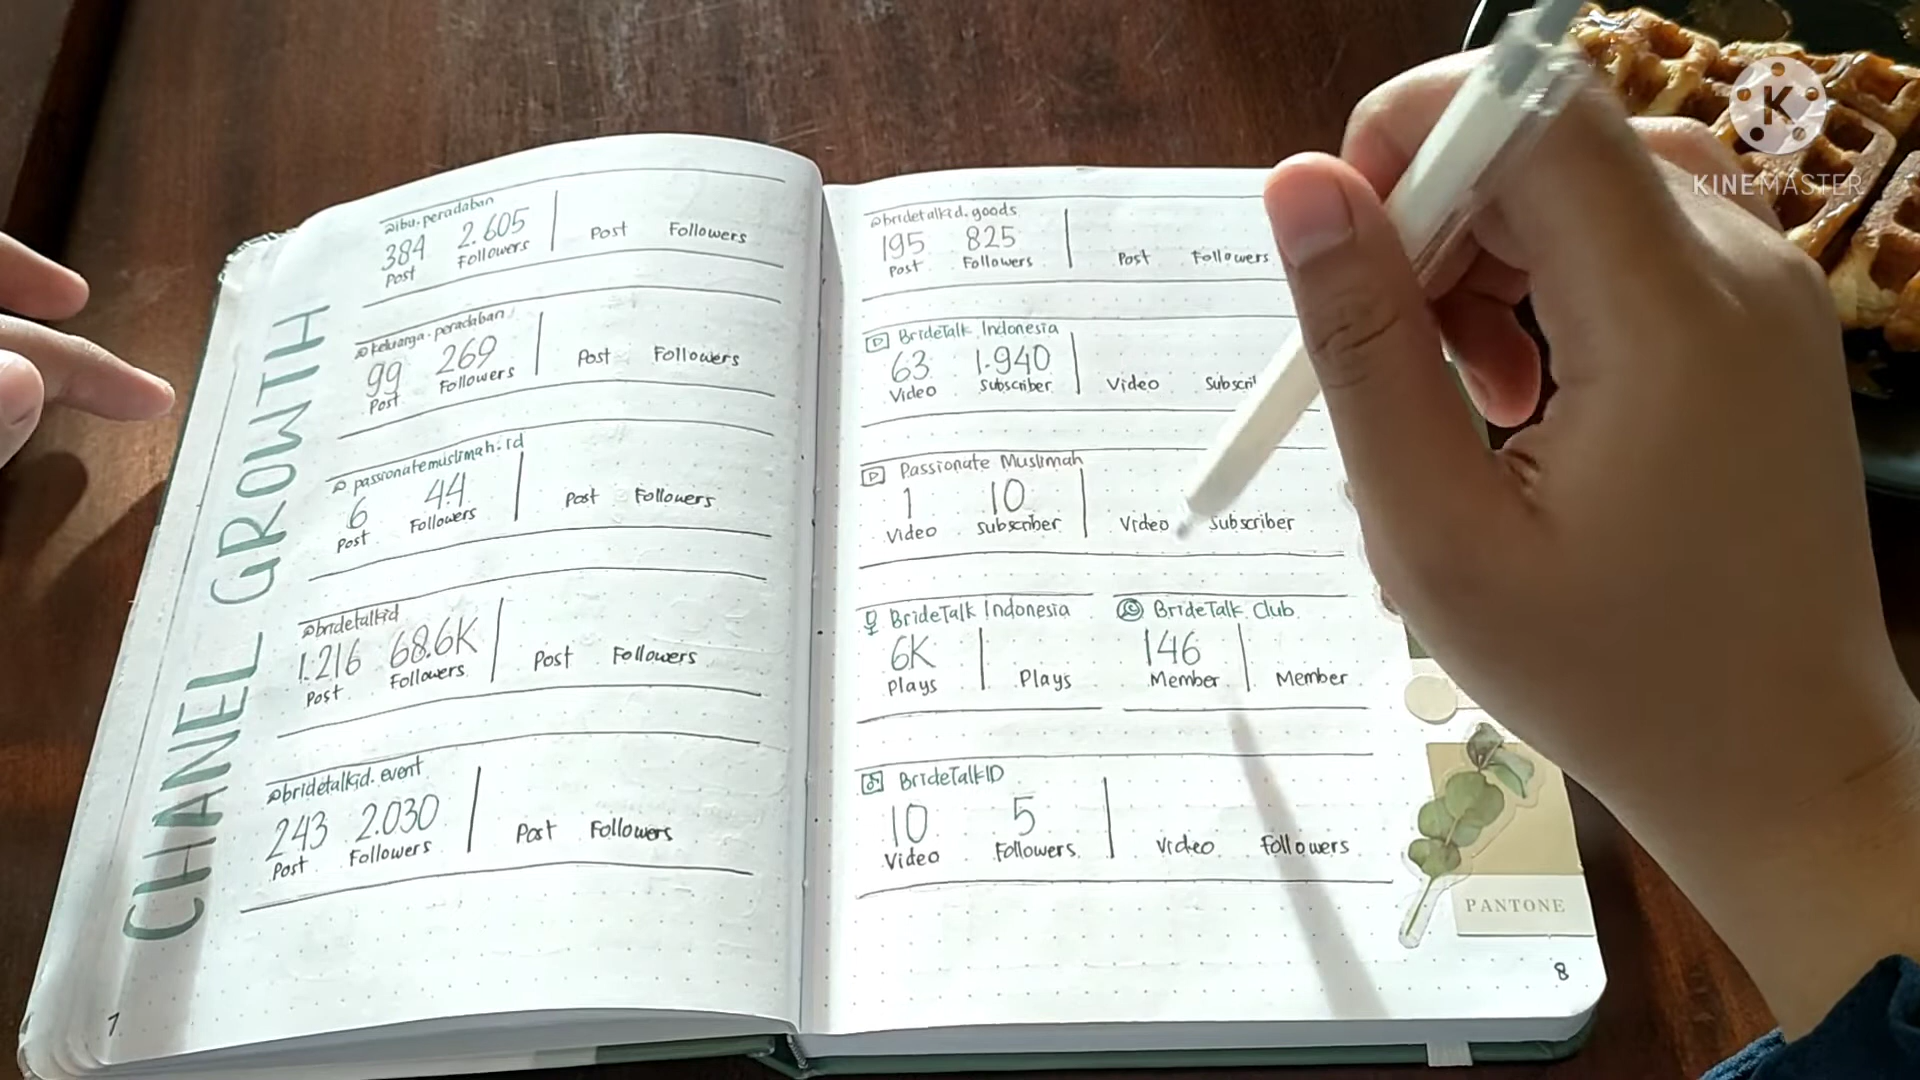 CHANEL GROWTH
@ibu.peradaban
384 2.605
Post Followers Post Followers
@keluarga.peradaban
99 269
Post Followers Post Followers
@passionatemuslimah.id
6 44
Post Followers Post Followers
@bridetalkid
1.216 68.6K
Post Followers Post Followers
@bridetalkid.event
243 2.030
Post Followers Post Followers
7
@bridetalkid.goods
195 825
Post Followers Post Followers
BrideTalk Indonesia
63 1.940
Video Subscriber Video Subscri
Passionate Muslimah
1 10
Video Subscriber Video Subscriber
BrideTalk Indonesia
6K
Plays Plays
BrideTalk Club
146
Member Member
BrideTalkID
10 5
Video Followers Video Followers
PANTONE
8
K
KINEMASTER